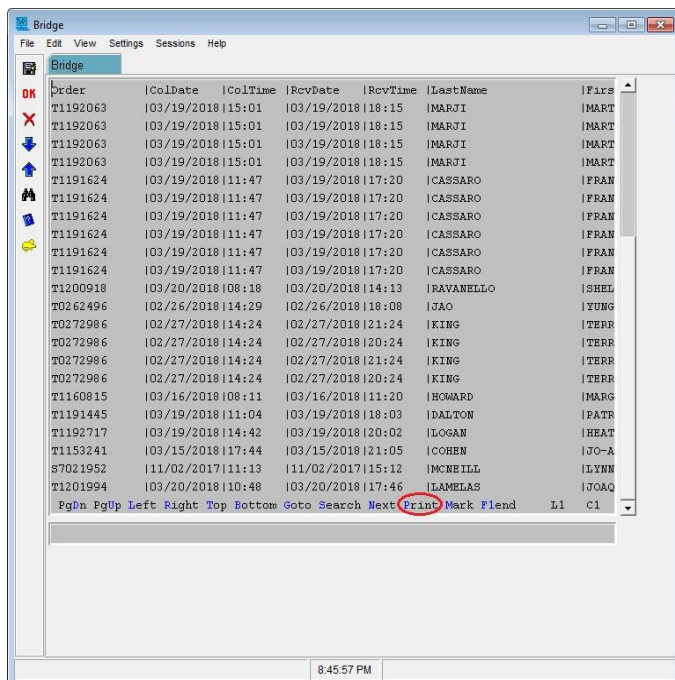 Bridge
File Edit View Settings Sessions Help
Bridge
OK
Order |ColDate |ColTime |RcvDate |RcvTime |LastName |Firs
T1192063 |03/19/2018|15:01 |03/19/2018|18:15 |MARJI |MART
T1192063 |03/19/2018|15:01 |03/19/2018|18:15 |MARJI |MART
T1192063 |03/19/2018|15:01 |03/19/2018|18:15 |MARJI |MART
T1192063 |03/19/2018|15:01 |03/19/2018|18:15 |MARJI |MART
T1191624 |03/19/2018|11:47 |03/19/2018|17:20 |CASSARO |FRAN
T1191624 |03/19/2018|11:47 |03/19/2018|17:20 |CASSARO |FRAN
T1191624 |03/19/2018|11:47 |03/19/2018|17:20 |CASSARO |FRAN
T1191624 |03/19/2018|11:47 |03/19/2018|17:20 |CASSARO |FRAN
T1191624 |03/19/2018|11:47 |03/19/2018|17:20 |CASSARO |FRAN
T1191624 |03/19/2018|11:47 |03/19/2018|17:20 |CASSARO |FRAN
T1200918 |03/20/2018|08:18 |03/20/2018|14:13 |RAVANELLO |SHEL
T0262496 |02/26/2018|14:29 |02/26/2018|18:08 |JAO |YUNG
T0272986 |02/27/2018|14:24 |02/27/2018|21:24 |KING |TERR
T0272986 |02/27/2018|14:24 |02/27/2018|20:24 |KING |TERR
T0272986 |02/27/2018|14:24 |02/27/2018|21:24 |KING |TERR
T0272986 |02/27/2018|14:24 |02/27/2018|20:24 |KING |TERR
T1160815 |03/16/2018|08:11 |03/16/2018|11:20 |HOWARD |MARG
T1191445 |03/19/2018|11:04 |03/19/2018|18:03 |DALTON |PATR
T1192717 |03/19/2018|14:42 |03/19/2018|20:02 |LOGAN |HEAT
T1153241 |03/15/2018|17:44 |03/15/2018|21:05 |COHEN |JO-A
S7021952 |11/02/2017|11:13 |11/02/2017|15:12 |MCNEILL |LYNN
T1201994 |03/20/2018|10:48 |03/20/2018|17:46 |LAMELAS |JOAQ
PgDn PgUp Left Right Top Bottom Goto Search Next Print Mark Flend L1 C1
8:45:57 PM